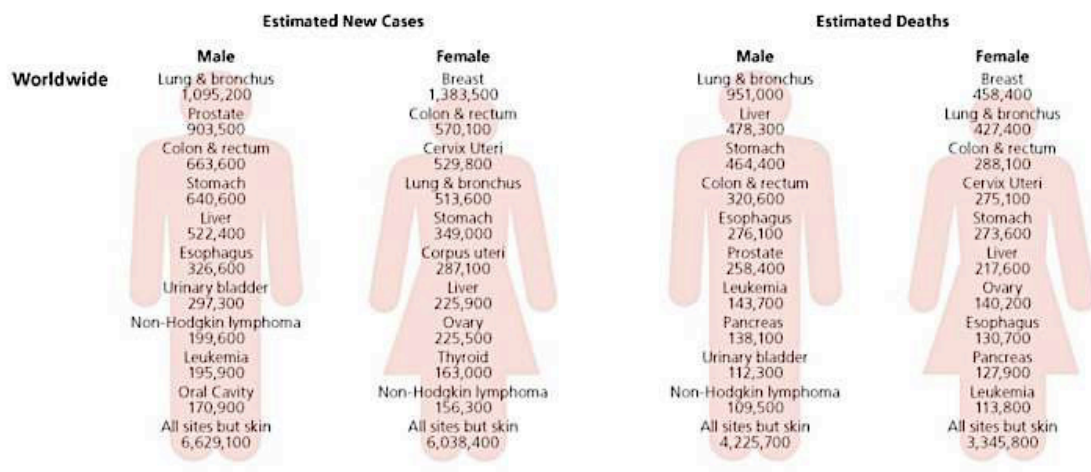 Estimated New Cases
Estimated Deaths
Male
Female
Male
Female
Worldwide
Lung & bronchus
1,095,200
Prostate
903,500
Colon & rectum
663,600
Stomach
640,600
Liver
522,400
Esophagus
326,600
Urinary bladder
297,300
Non-Hodgkin lymphoma
199,600
Leukemia
195,900
Oral Cavity
170,900
All sites but skin
6,629,100
Breast
1,383,500
Colon & rectum
570,100
Cervix Uteri
529,800
Lung & bronchus
513,600
Stomach
349,000
Corpus uteri
287,100
Liver
225,900
Ovary
225,500
Thyroid
163,000
Non-Hodgkin lymphoma
156,300
All sites but skin
6,038,400
Lung & bronchus
951,000
Liver
478,300
Stomach
464,400
Colon & rectum
320,600
Esophagus
276,100
Prostate
258,400
Leukemia
143,700
Pancreas
138,100
Urinary bladder
112,300
Non-Hodgkin lymphoma
109,500
All sites but skin
4,225,700
Breast
458,400
Lung & bronchus
427,400
Colon & rectum
288,100
Cervix Uteri
275,100
Stomach
273,600
Liver
217,600
Ovary
140,200
Esophagus
130,700
Pancreas
127,900
Leukemia
113,800
All sites but skin
3,345,800